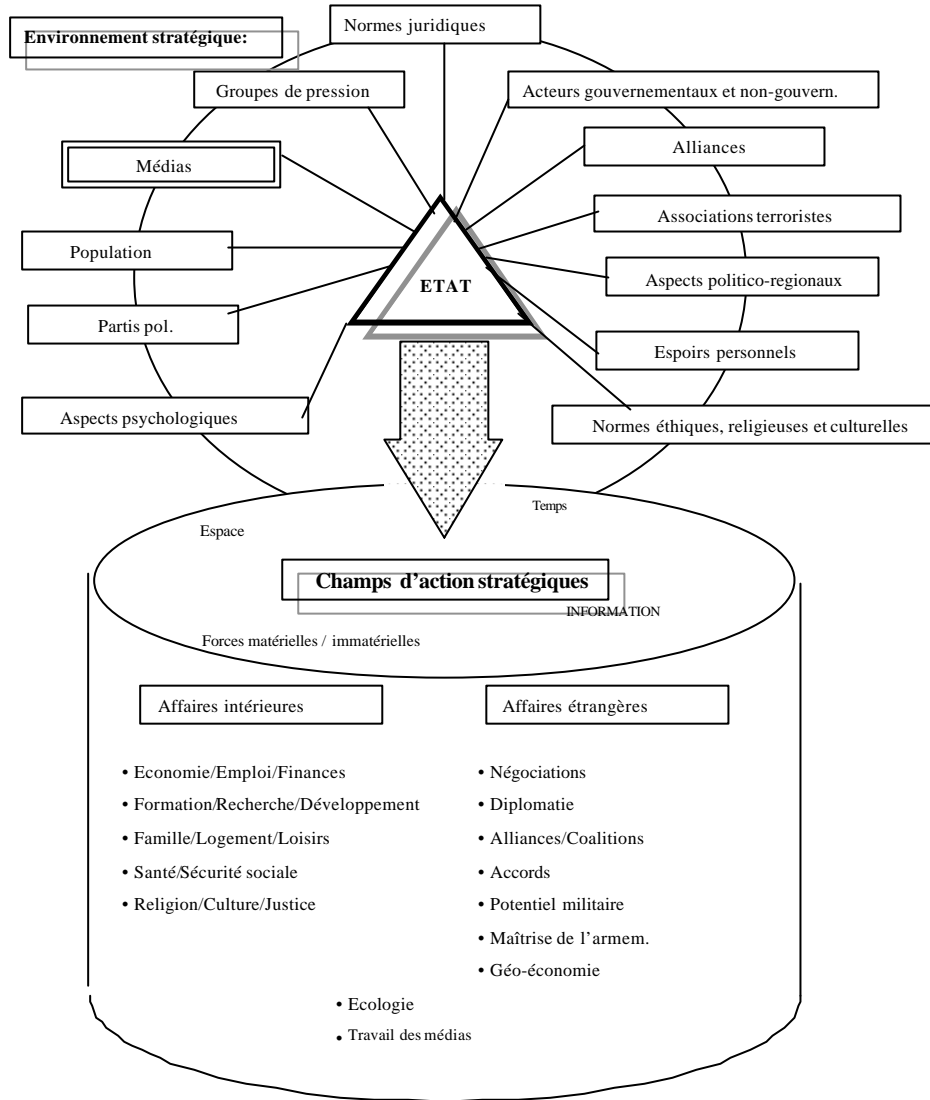 Normes juridiques
Environnement stratégique:
Groupes de pression
Acteurs gouvernementaux et non-gouvern.
Médias
Alliances
Associations terroristes
Population
Aspects politico-regionaux
ETAT
Partis pol.
Espoirs personnels
Aspects psychologiques
Normes éthiques, religieuses et culturelles
Temps
Espace
Champs d'action stratégiques
INFORMATION
Forces matérielles / immatérielles
Affaires intérieures
• Economie/Emploi/Finances
• Formation/Recherche/Développement
• Famille/Logement/Loisirs
• Santé/Sécurité sociale
• Religion/Culture/Justice
Affaires étrangères
• Négociations
• Diplomatie
• Alliances/Coalitions
• Accords
• Potentiel militaire
• Maîtrise de l'armem.
• Géo-économie
• Ecologie
• Travail des médias